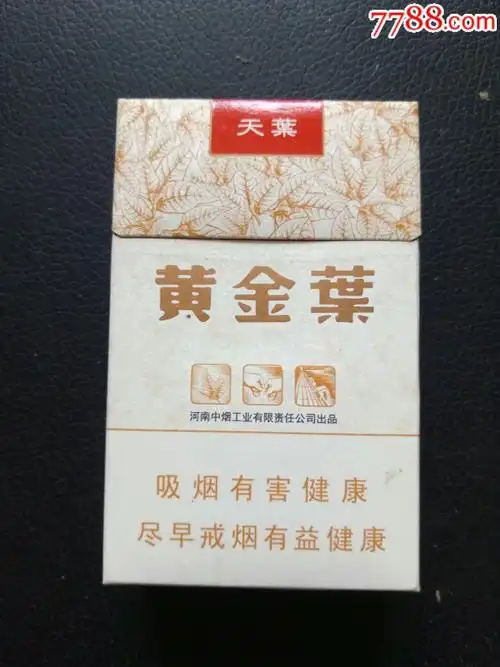 7788.com
天葉
黄金葉
河南中烟工业有限责任公司出品
吸烟有害健康
尽早戒烟有益健康